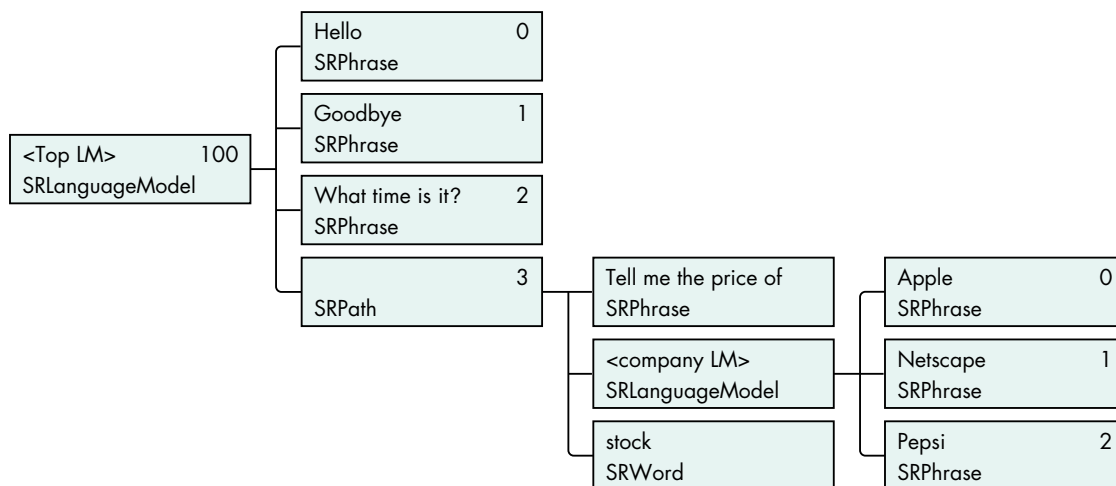 Hello 0
SRPhrase
Goodbye 1
SRPhrase
<Top LM> 100
SRLanguageModel
What time is it? 2
SRPhrase
3
SRPath
Tell me the price of
SRPhrase
<company LM>
SRLanguageModel
stock
SRWord
Apple 0
SRPhrase
Netscape 1
SRPhrase
Pepsi 2
SRPhrase